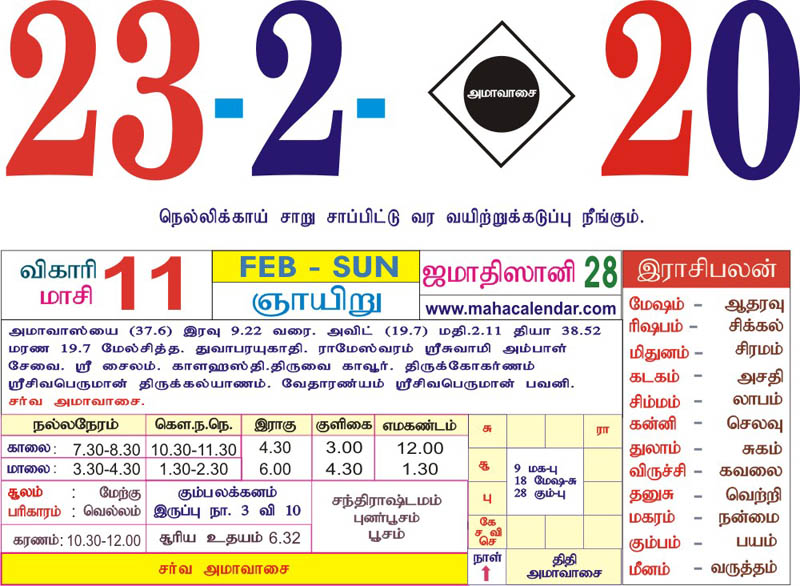 23-2- அமாவாசை 20
நெல்லிக்காய் சாறு சாப்பிட்டு வர வயிற்றுக்கடுப்பு நீங்கும்.
விகாரி மாசி 11
FEB - SUN
ஞாயிறு
ஜமாதிஸானி 28
www.mahacalendar.com
அமாவாஸ்யை (37.6) இரவு 9.22 வரை. அவிட் (19.7) மதி.2.11 தியா 38.52
மரண 19.7 மேல்சித்த. துவாபரயுகாதி. ராமேஸ்வரம் ஸ்ரீசுவாமி அம்பாள்
சேவை. ஸ்ரீ சைலம். காளஹஸ்தி.திருவை காவூர். திருக்கோகர்ணம்
ஸ்ரீசிவபெருமான் திருக்கல்யாணம். வேதாரண்யம் ஸ்ரீசிவபெருமான் பவனி.
சர்வ அமாவாசை.
நல்லநேரம் கௌ.ந.நெ. இராகு குளிகை எமகண்டம்
காலை: 7.30-8.30 10.30-11.30 4.30 3.00 12.00
மாலை: 3.30-4.30 1.30-2.30 6.00 4.30 1.30
சூலம் : மேற்கு
பரிகாரம் : வெல்லம்
கும்பலக்கனம்
இருப்பு நா. 3 வி 10
சந்திராஷ்டமம்
புனர்பூசம்
பூசம்
கரணம்: 10.30-12.00
சூரிய உதயம் 6.32
சர்வ அமாவாசை
சு ரா
சூ
பு
கே
ச வி
செ
9 மக-பு
18 மேஷ-சு
28 கும்-பு
நாள்
திதி
அமாவாசை
இராசிபலன்
மேஷம் - ஆதரவு
ரிஷபம் - சிக்கல்
மிதுனம் - சிரமம்
கடகம் - அசதி
சிம்மம் - லாபம்
கன்னி - செலவு
துலாம் - சுகம்
விருச்சி - கவலை
தனுசு - வெற்றி
மகரம் - நன்மை
கும்பம் - பயம்
மீனம் - வருத்தம்